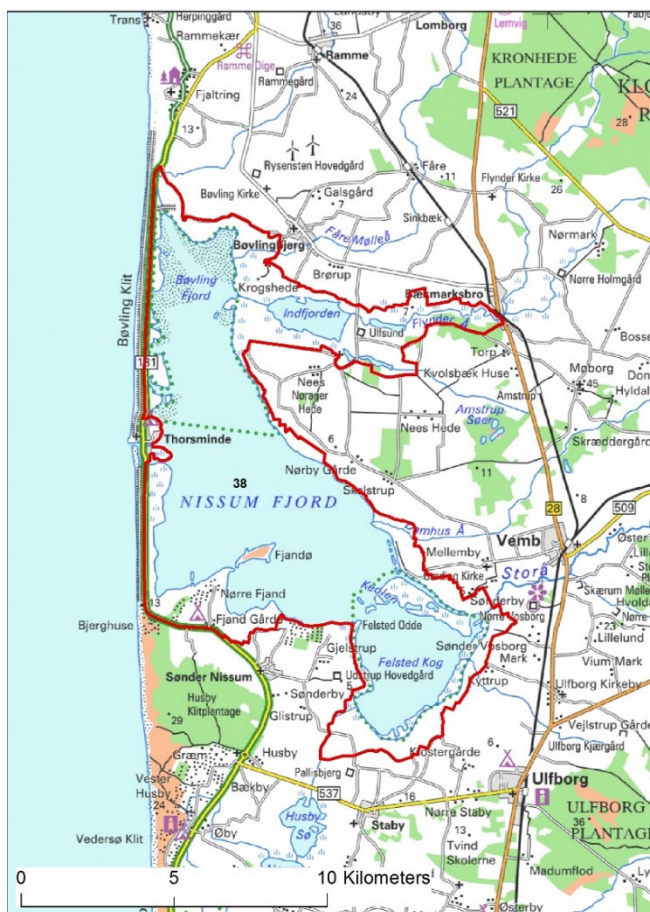 Trans
Herpinggård
Rammekær
36
Lomborg
Lemvig
Ramme
KRONHEDE
PLANTAGE
Ramme Dige
Rammegård
Fjaltring
24
521
28
13
Rysensten Hovedgård
Fåre
11
Flynder Kirke
26
Bøvling Kirke
Galsgård
7
Sinkbæk
Nørmark
Bøvlingbjerg
Fåre Mølleå
Bøvling
Fjord
Krogshede
Brørup
Nørre Holmgård
Bækmarksbro
Indfjorden
Flynder Å
Ulfsund
Bøvling Klit
Torp
181
Nees
Nørager
Hede
Kvolsbæk Huse
Møborg
45
Amstrup
Amstrup
Søer
Nees Hede
Thorsminde
6
Skræddergård
Nørby Gårde
11
38
Skelstrup
NISSUM FJORD
8
28
509
Vemb
Mellemby
Fjandø
Storå
Nørre Fjand
Sønderby
Nørre Vosborg
13
Fjand Gårde
Felsted Odde
23
Lillelund
Bjerghuse
Gjelstrup
Sønder Vosborg
Mark
Felsted Kog
Vium Mark
Sønder Nissum
Udstrup Hovedgård
5
Sønderby
Ulfborg Kirkeby
Husby
Klitplantage
29
Glistrup
Vejlstrup Gårde
Græm
Husby
Klostergårde
6
Ulfborg Kjærgård
Vester
Husby
24
Bækby
Pallisbjerg
537
16
Ulfborg
ULFBORG
PLANTAGE
36
Husby
Sø
Nørre Staby
Staby
Vedersø Klit
Øby
13
Tvind
Skolerne
Madumflod
0 5 10 Kilometers
Østerby